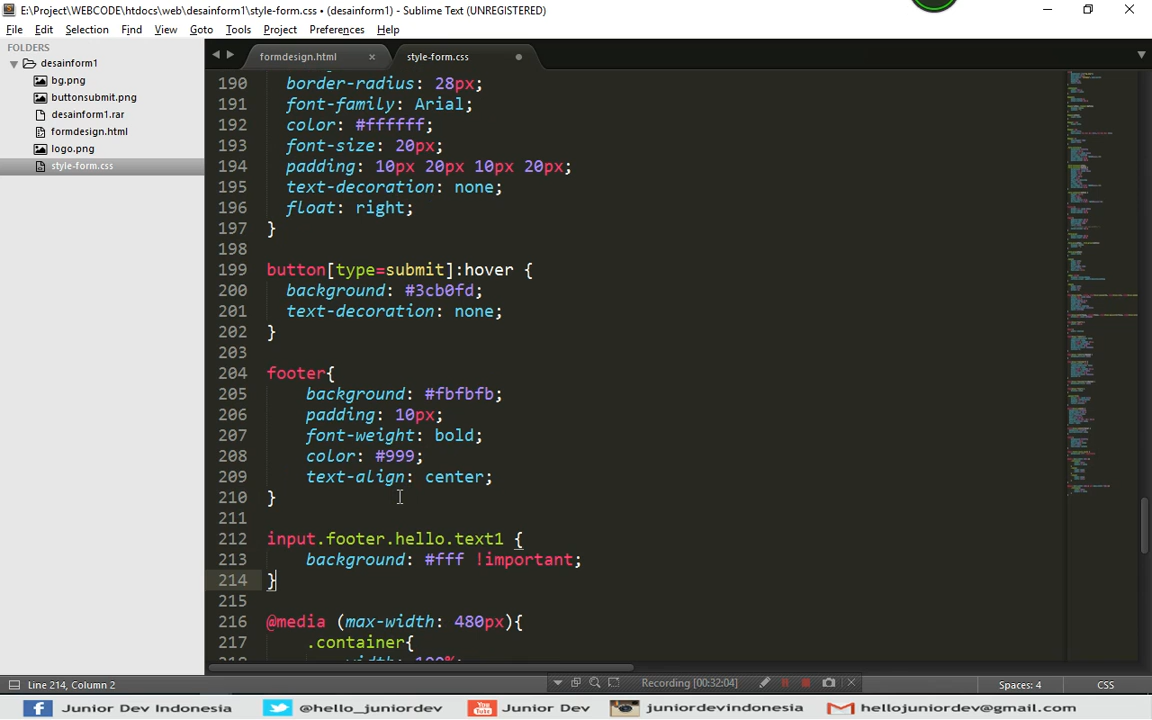 E:\Project\WEBCODE\htdocs\web\desainform1\style-form.css • (desainform1) - Sublime Text (UNREGISTERED)
File Edit Selection Find View Goto Tools Project Preferences Help
FOLDERS
desainform1
bg.png
buttonsubmit.png
desainform1.rar
formdesign.html
logo.png
style-form.css
formdesign.html × style-form.css
190 border-radius: 28px;
191 font-family: Arial;
192 color: #ffffff;
193 font-size: 20px;
194 padding: 10px 20px 10px 20px;
195 text-decoration: none;
196 float: right;
197 }
198
199 button[type=submit]:hover {
200 background: #3cb0fd;
201 text-decoration: none;
202 }
203
204 footer{
205 background: #fbfbfb;
206 padding: 10px;
207 font-weight: bold;
208 color: #999;
209 text-align: center;
210 }
211
212 input.footer.hello.text1 {
213 background: #fff !important;
214 }
215
216 @media (max-width: 480px){
217 .container{
Line 214, Column 2 Recording [00:32:04] Spaces: 4 CSS
Junior Dev Indonesia @hello_juniordev You Tube Junior Dev juniordevindonesia hellojuniordev@gmail.com